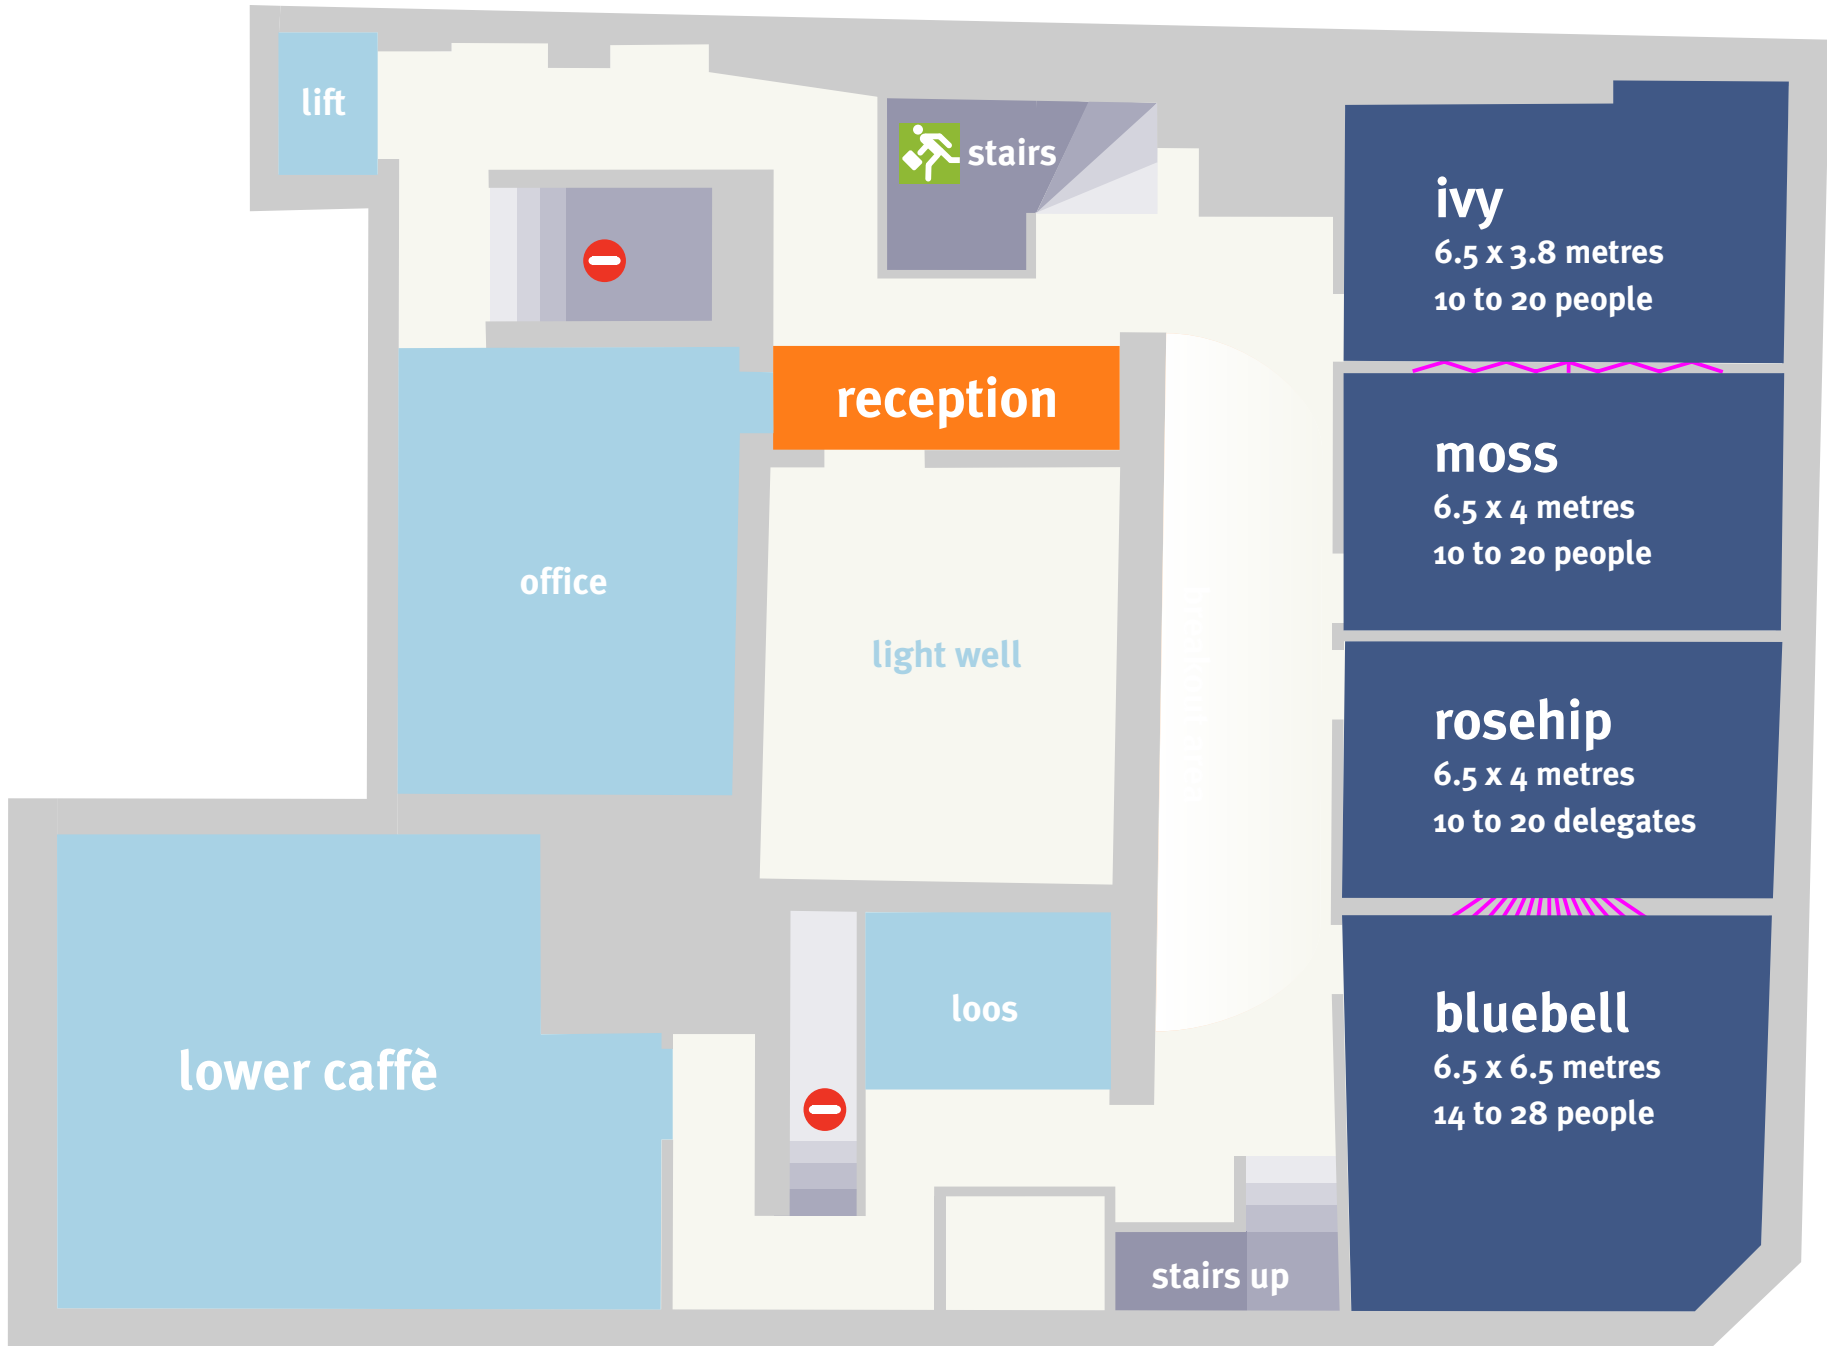 lift
stairs
ivy
6.5 x 3.8 metres
10 to 20 people
reception
moss
6.5 x 4 metres
10 to 20 people
office
light well
rosehip
6.5 x 4 metres
10 to 20 delegates
loos
bluebell
6.5 x 6.5 metres
14 to 28 people
lower caffè
stairs up